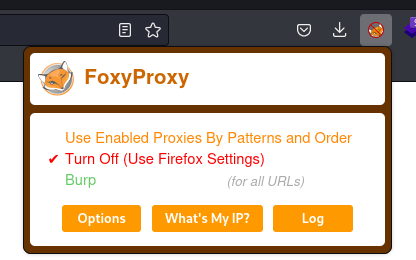 FoxyProxy
Use Enabled Proxies By Patterns and Order
✔ Turn Off (Use Firefox Settings)
Burp (for all URLs)
Options What's My IP? Log